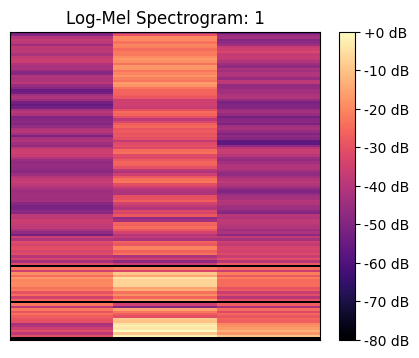 Log-Mel Spectrogram: 1
+0 dB
-10 dB
-20 dB
-30 dB
-40 dB
-50 dB
-60 dB
-70 dB
-80 dB